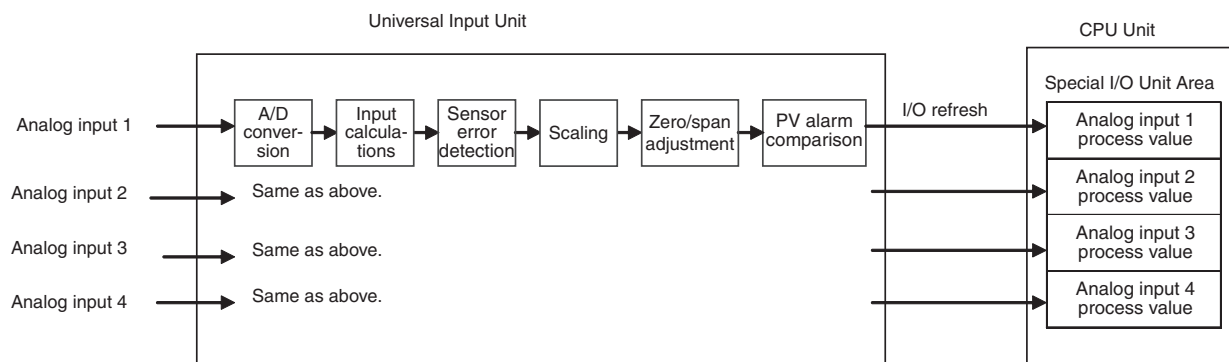 Universal Input Unit
CPU Unit
Special I/O Unit Area
Analog input 1
A/D
conver-
sion
Input
calcula-
tions
Sensor
error
detection
Scaling
Zero/span
adjustment
PV alarm
comparison
I/O refresh
Analog input 1
process value
Analog input 2
Same as above.
Analog input 2
process value
Analog input 3
Same as above.
Analog input 3
process value
Analog input 4
Same as above.
Analog input 4
process value